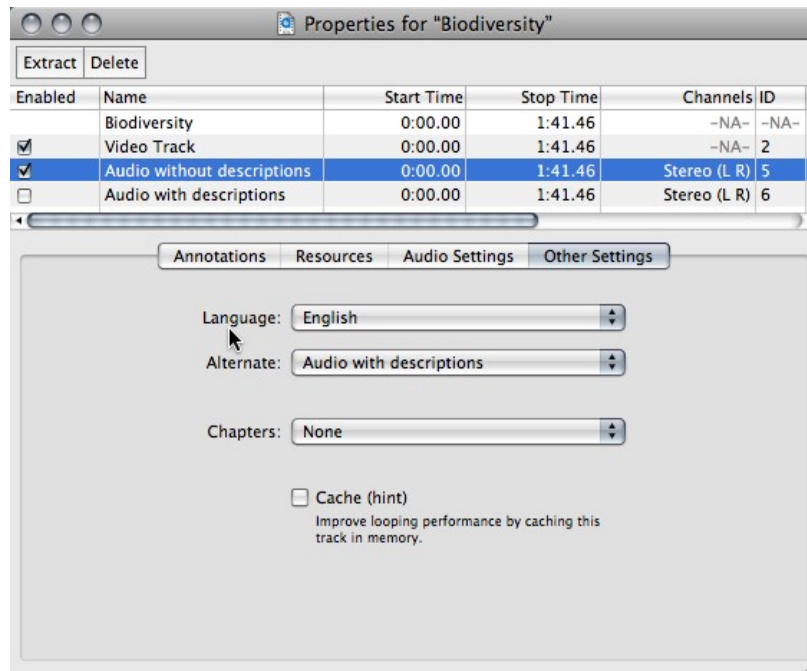 Properties for “Biodiversity”
Extract Delete
Enabled Name Start Time Stop Time Channels ID
Biodiversity 0:00.00 1:41.46 -NA- -NA-
Video Track 0:00.00 1:41.46 -NA- 2
Audio without descriptions 0:00.00 1:41.46 Stereo (L R) 5
Audio with descriptions 0:00.00 1:41.46 Stereo (L R) 6
Annotations Resources Audio Settings Other Settings
Language: English
Alternate: Audio with descriptions
Chapters: None
Cache (hint)
Improve looping performance by caching this
track in memory.